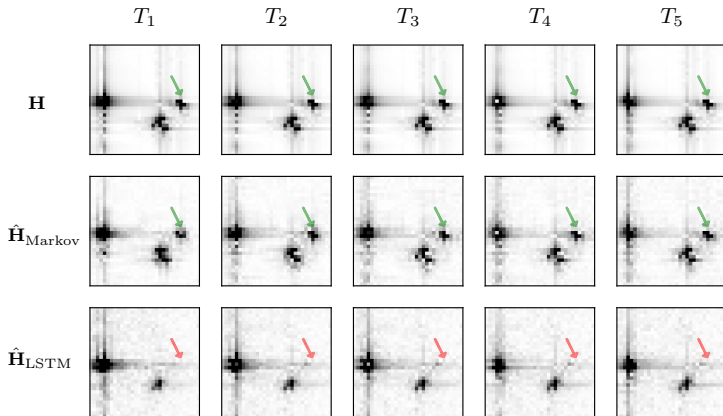 T₁ T₂ T₃ T₄ T₅
H
Ĥ_Markov
Ĥ_LSTM